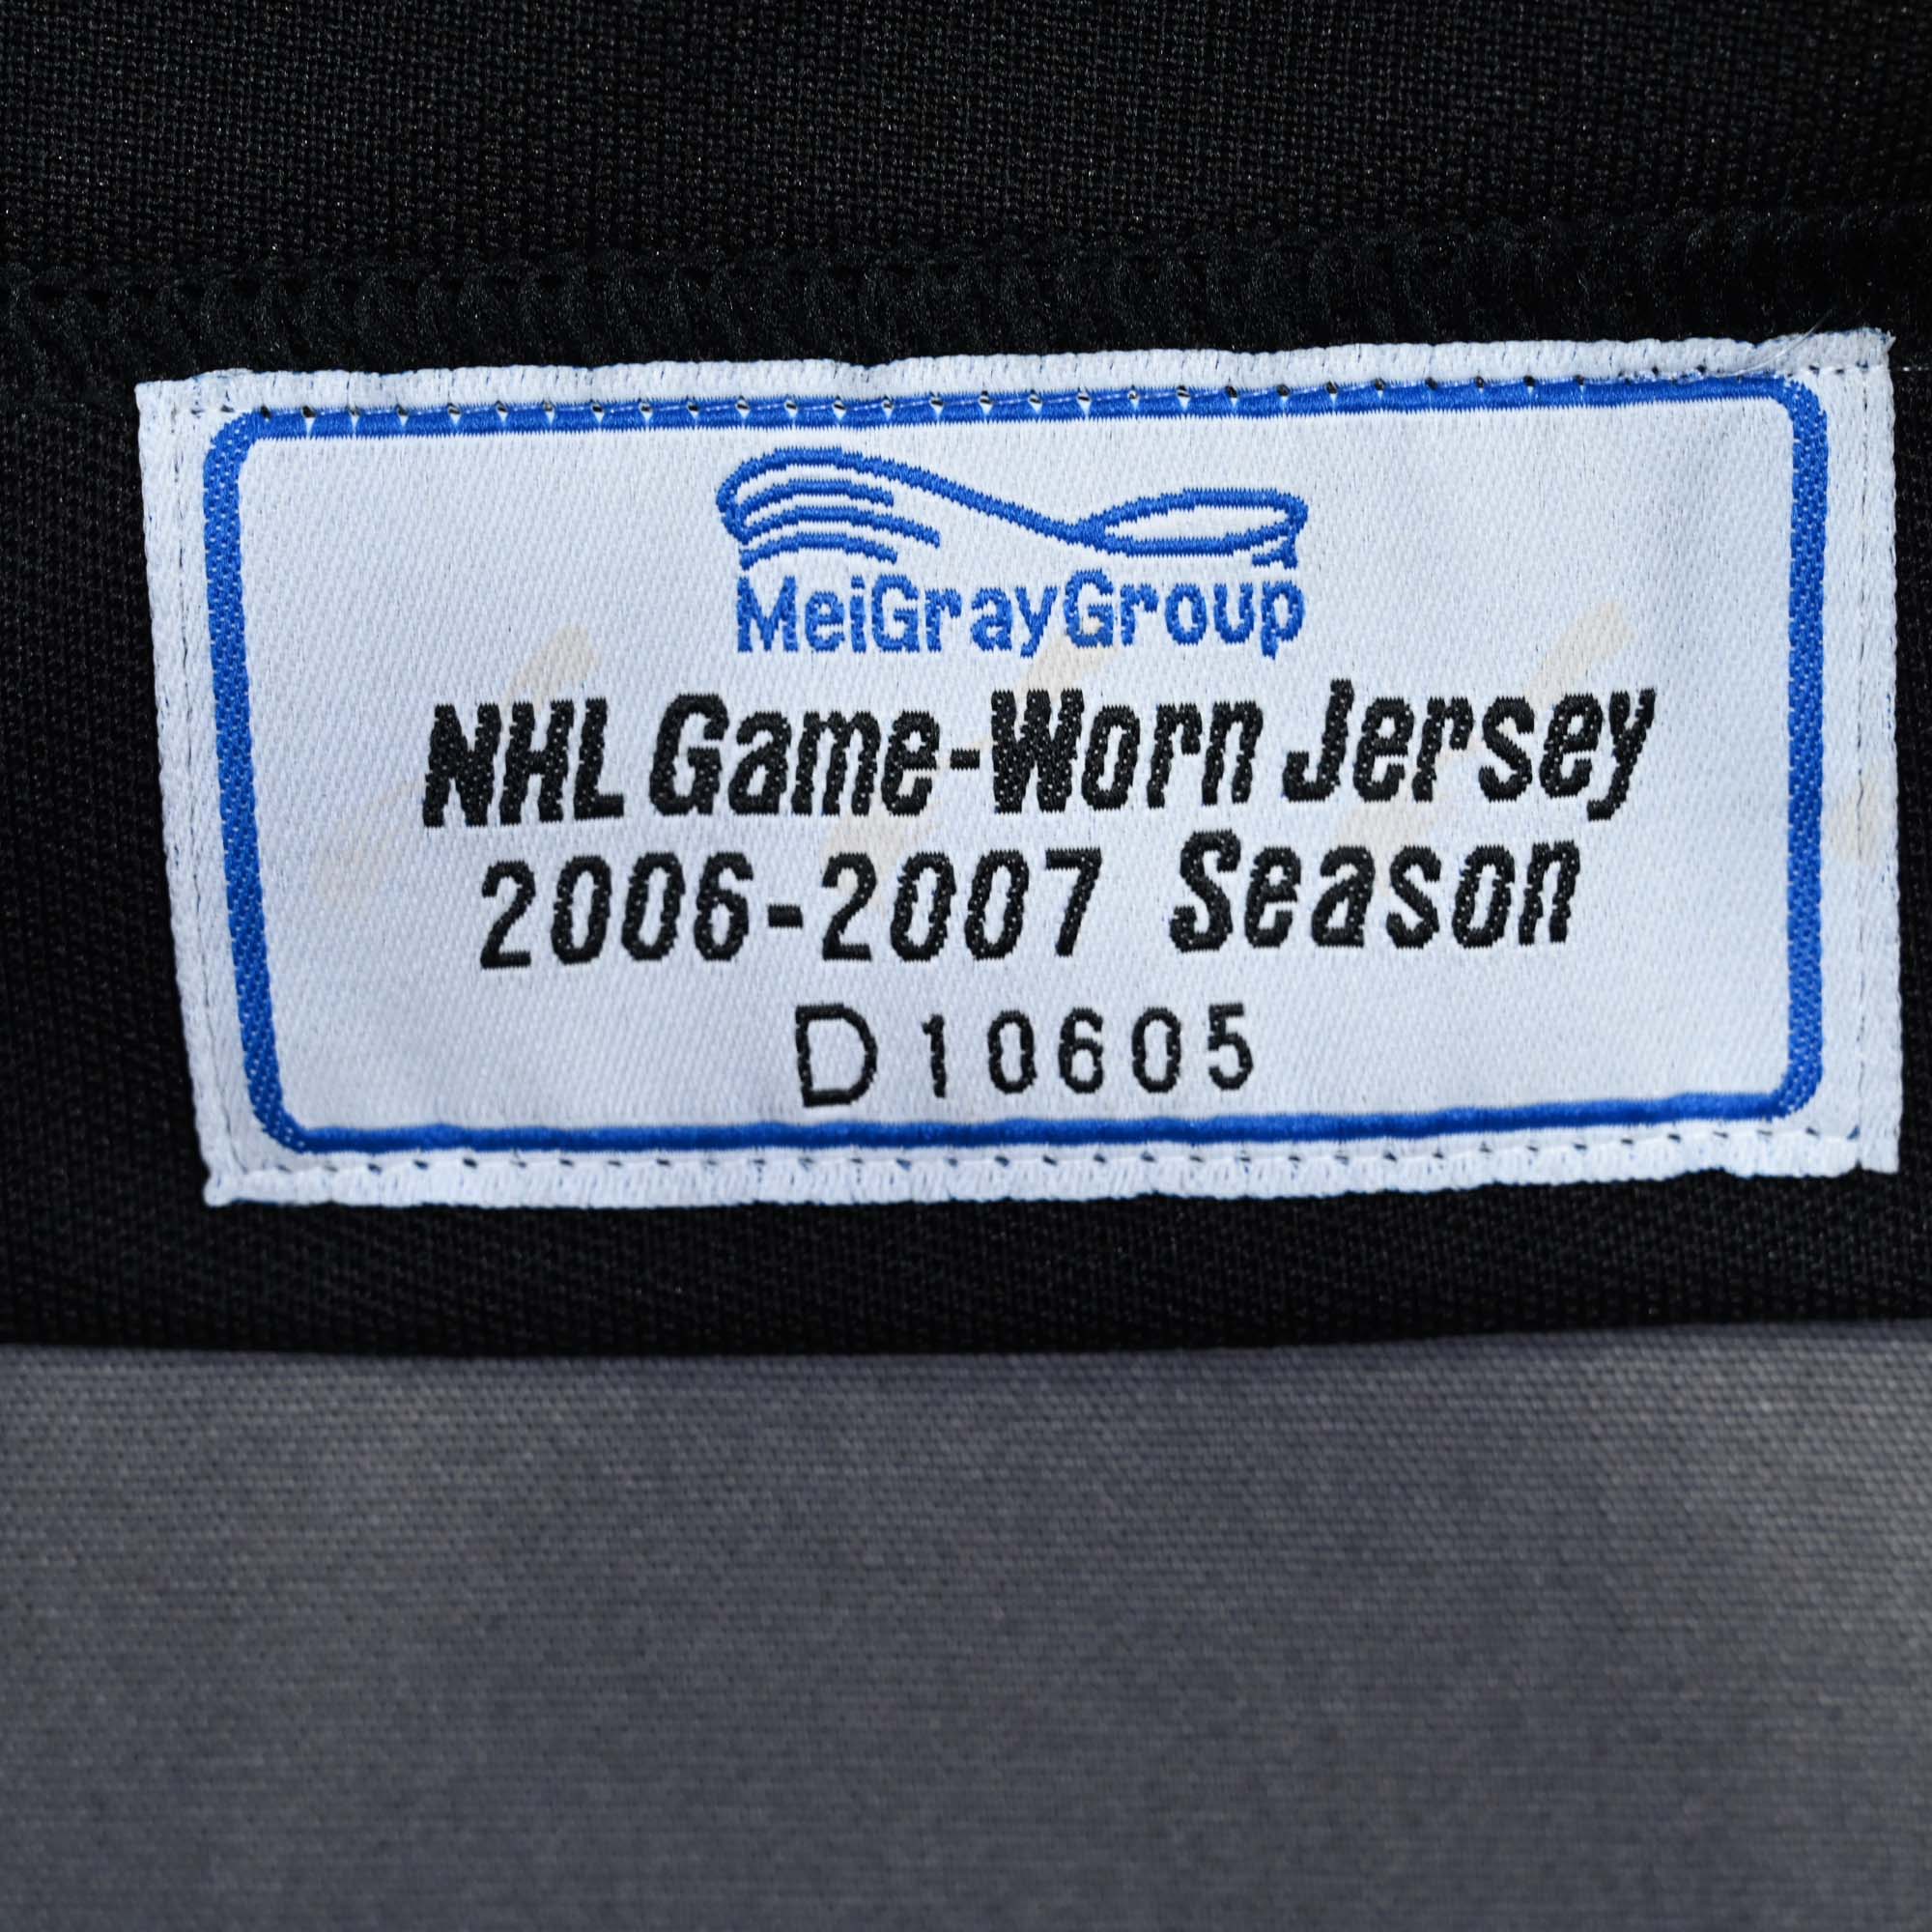 MeiGrayGroup
NHL Game-Worn Jersey
2006-2007 Season
D10605